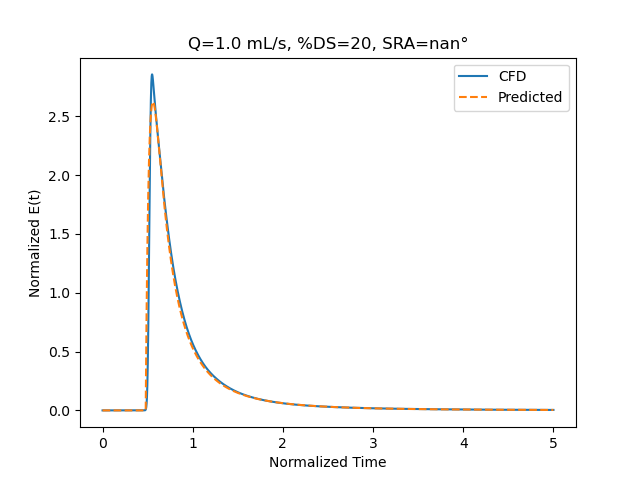 Q=1.0 mL/s, %DS=20, SRA=nan°
CFD
Predicted
Normalized E(t)
2.5
2.0
1.5
1.0
0.5
0.0
0 1 2 3 4 5
Normalized Time